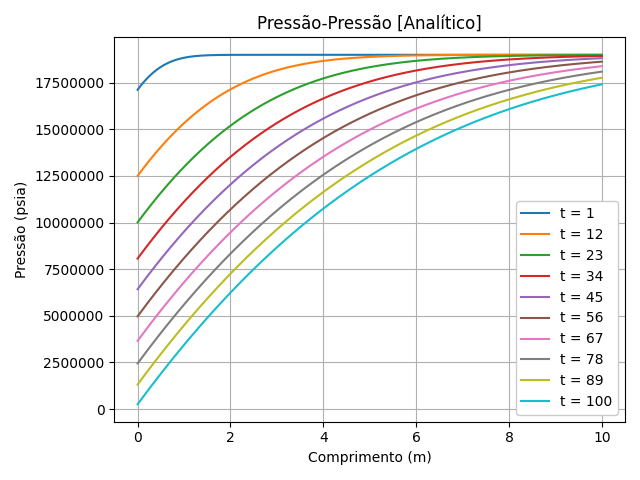 Pressão-Pressão [Analítico]
Pressão (psia)
17500000
15000000
12500000
10000000
7500000
5000000
2500000
0
0 2 4 6 8 10
Comprimento (m)
t = 1
t = 12
t = 23
t = 34
t = 45
t = 56
t = 67
t = 78
t = 89
t = 100